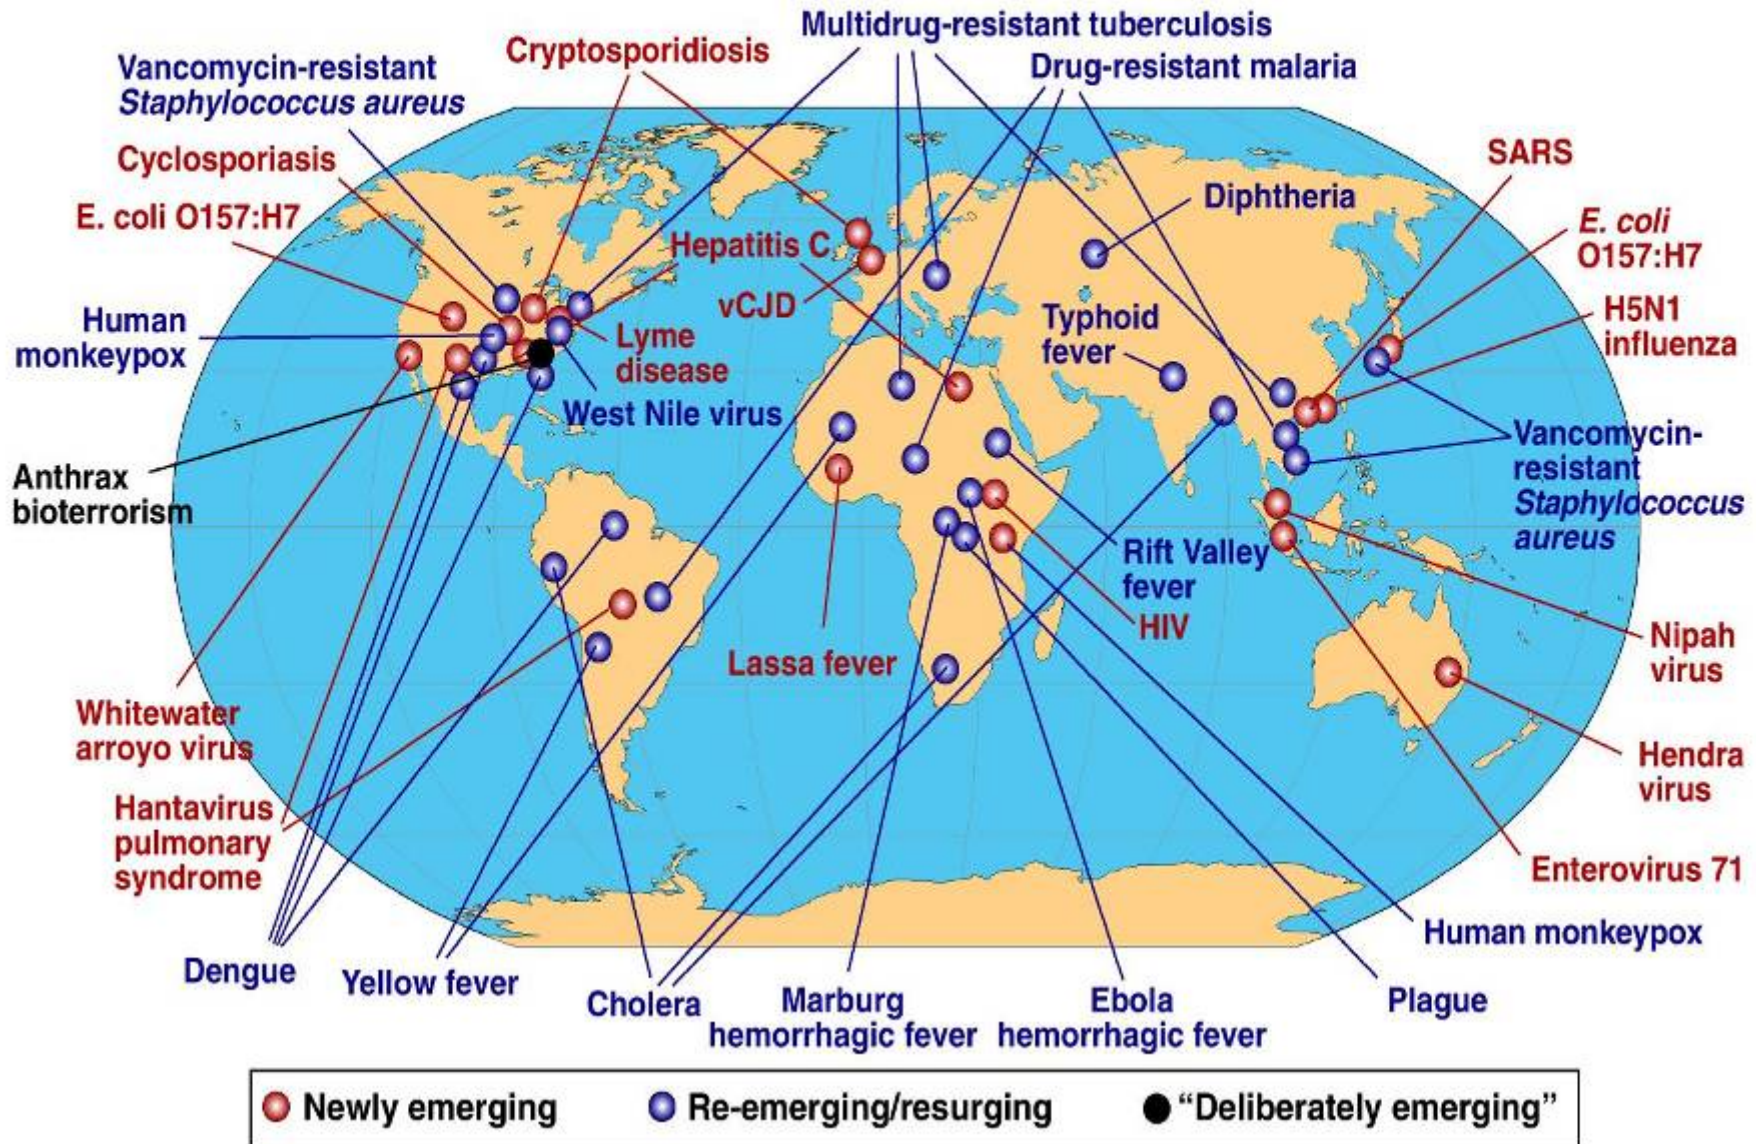 Multidrug-resistant tuberculosis
Cryptosporidiosis
Drug-resistant malaria
Vancomycin-resistant
Staphylococcus aureus
Cyclosporiasis
SARS
Diphtheria
E. coli O157:H7
E. coli
O157:H7
Hepatitis C
vCJD
Human
monkeypox
Typhoid
fever
H5N1
influenza
Lyme
disease
West Nile virus
Vancomycin-
resistant
Staphylococcus
aureus
Anthrax
bioterrorism
Rift Valley
fever
HIV
Lassa fever
Nipah
virus
Whitewater
arroyo virus
Hendra
virus
Hantavirus
pulmonary
syndrome
Enterovirus 71
Human monkeypox
Dengue
Yellow fever
Cholera
Marburg
hemorrhagic fever
Ebola
hemorrhagic fever
Plague
Newly emerging
Re-emerging/resurging
“Deliberately emerging”